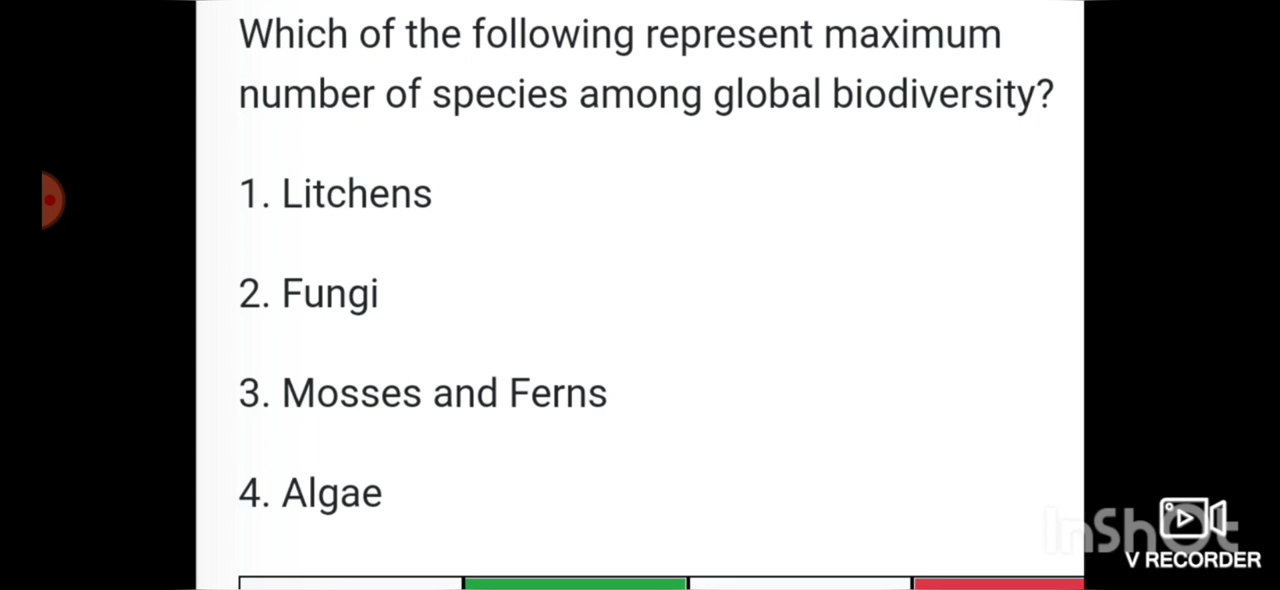 Which of the following represent maximum
number of species among global biodiversity?
1. Litchens
2. Fungi
3. Mosses and Ferns
4. Algae
InShOt
V RECORDER